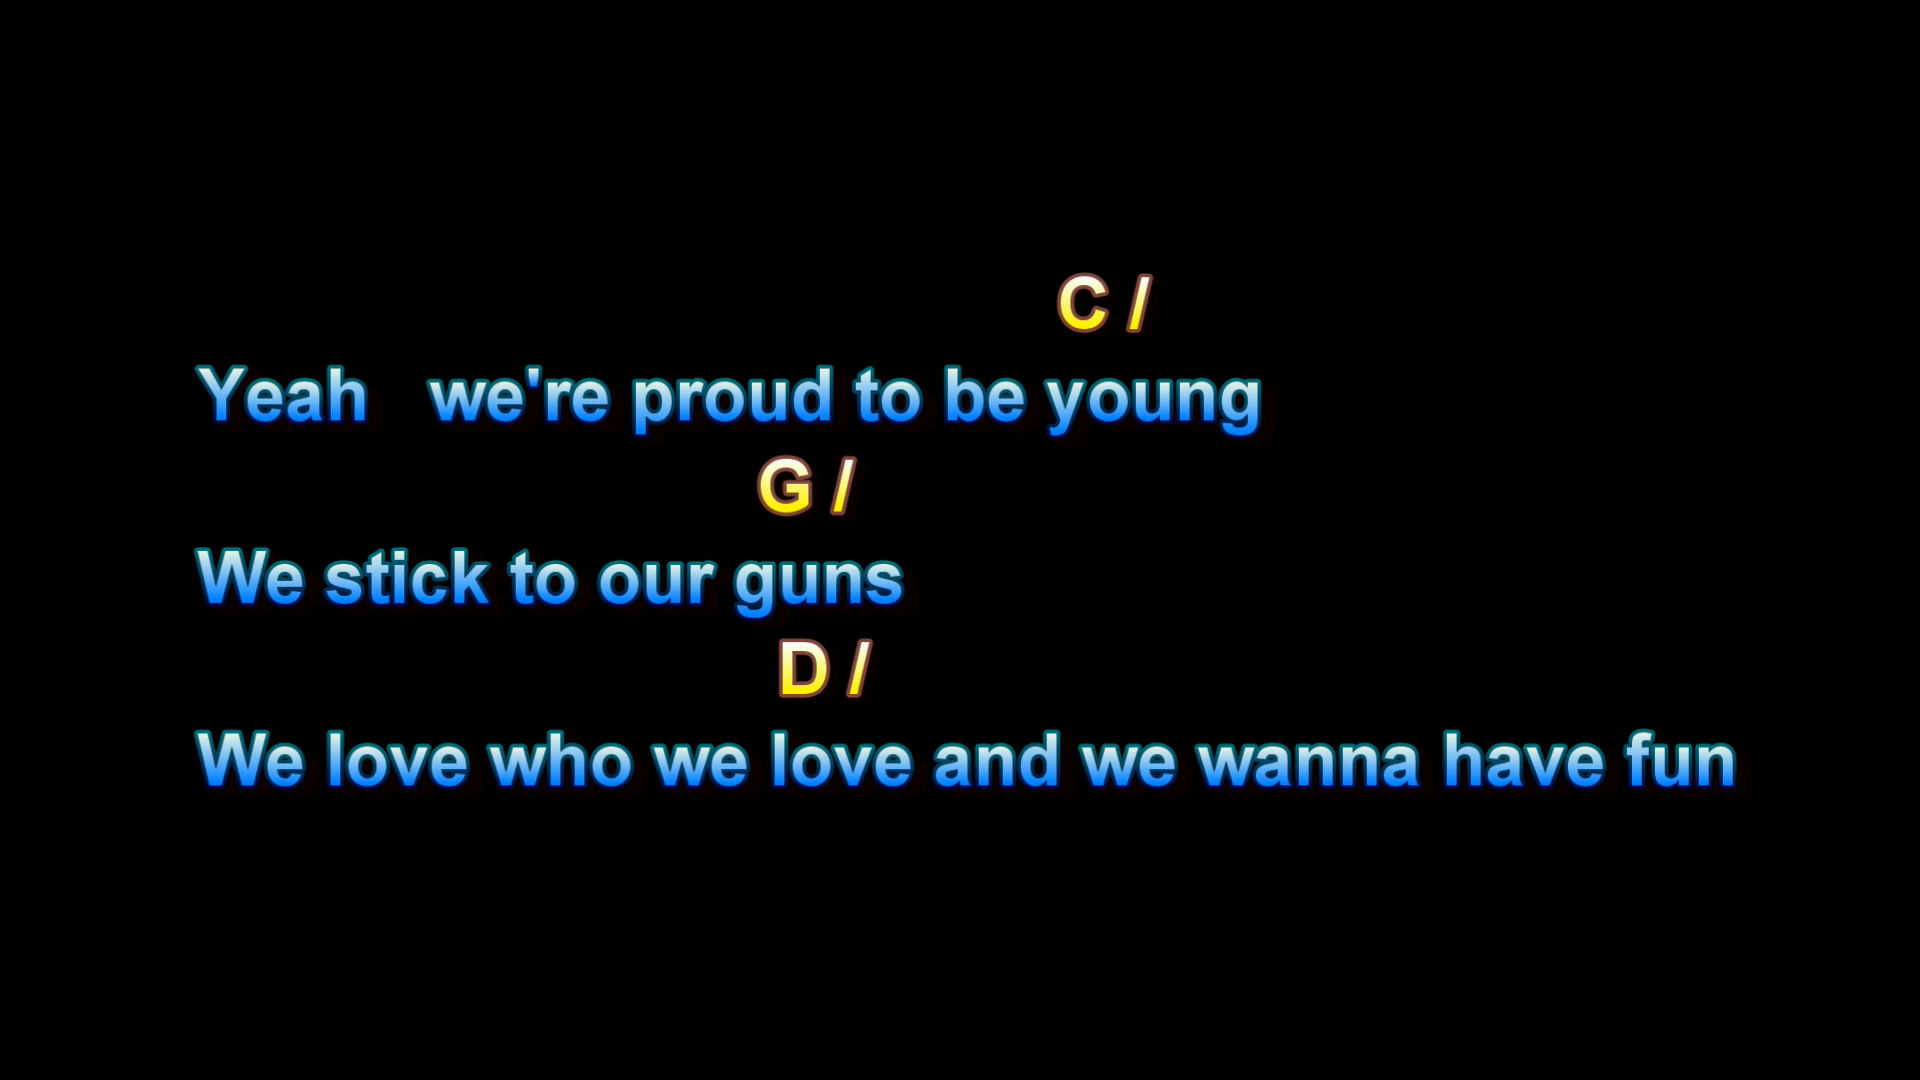 C /
Yeah   we're proud to be young
G /
We stick to our guns
D /
We love who we love and we wanna have fun